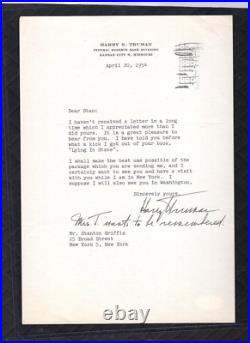 HARRY S. TRUMAN
FEDERAL RESERVE BANK BUILDING
KANSAS CITY 6, MISSOURI
April 20, 1954
Dear Stan:
I haven't received a letter in a long
time which I appreciated more than I
did yours. It is a great pleasure to
hear from you. I have told you before
what a kick I got out of your book,
"Lying In State".
I shall make the best use possible of the
package which you are sending me, and I
certainly want to see you and have a visit
with you while I am in New York. I
suppose I will also see you in Washington.
Sincerely yours,
Harry Truman
Mrs T. wants to be remembered.
Mr. Stanton Griffis
25 Broad Street
New York 5, New York